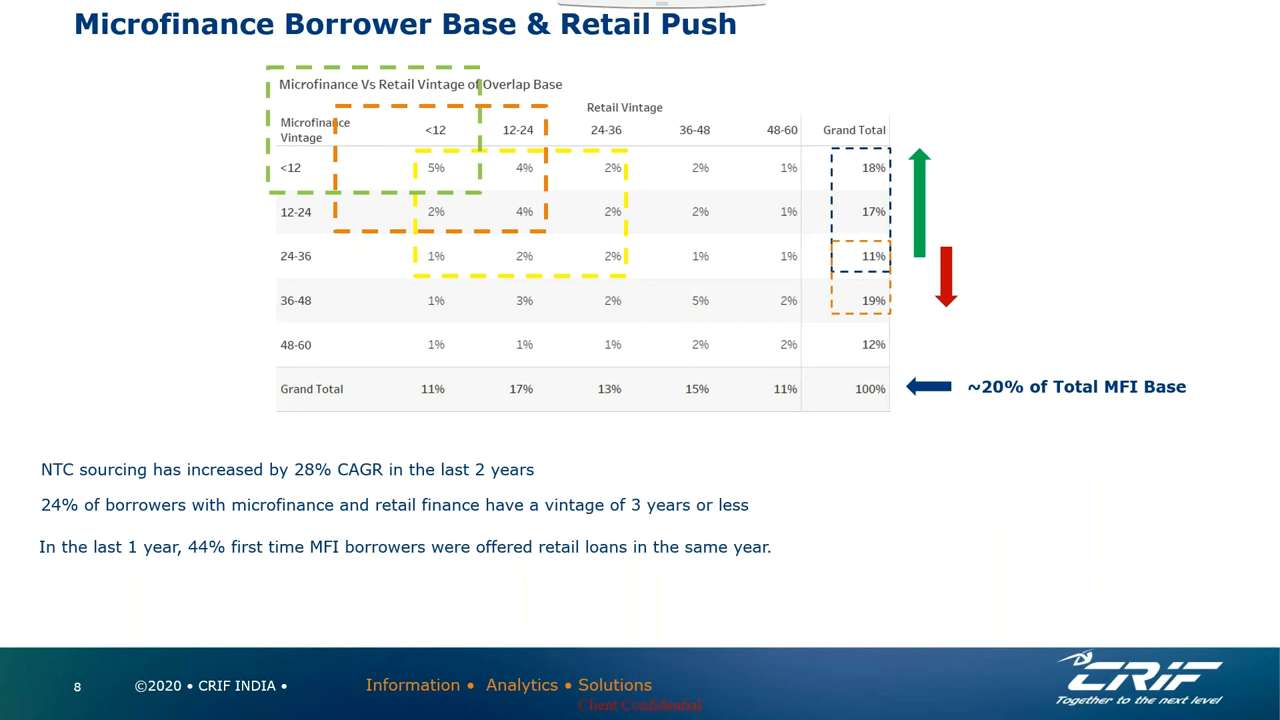 Microfinance Borrower Base & Retail Push
Microfinance Vs Retail Vintage of Overlap Base
Retail Vintage
Microfinance Vintage <12 12-24 24-36 36-48 48-60 Grand Total
<12 5% 4% 2% 2% 1% 18%
12-24 2% 4% 2% 2% 1% 17%
24-36 1% 2% 2% 1% 1% 11%
36-48 1% 3% 2% 5% 2% 19%
48-60 1% 1% 1% 2% 2% 12%
Grand Total 11% 17% 13% 15% 11% 100%
~20% of Total MFI Base
NTC sourcing has increased by 28% CAGR in the last 2 years
24% of borrowers with microfinance and retail finance have a vintage of 3 years or less
In the last 1 year, 44% first time MFI borrowers were offered retail loans in the same year.
8 ©2020 • CRIF INDIA • Information • Analytics • Solutions
Client Confidential
CRIF
Together to the next level